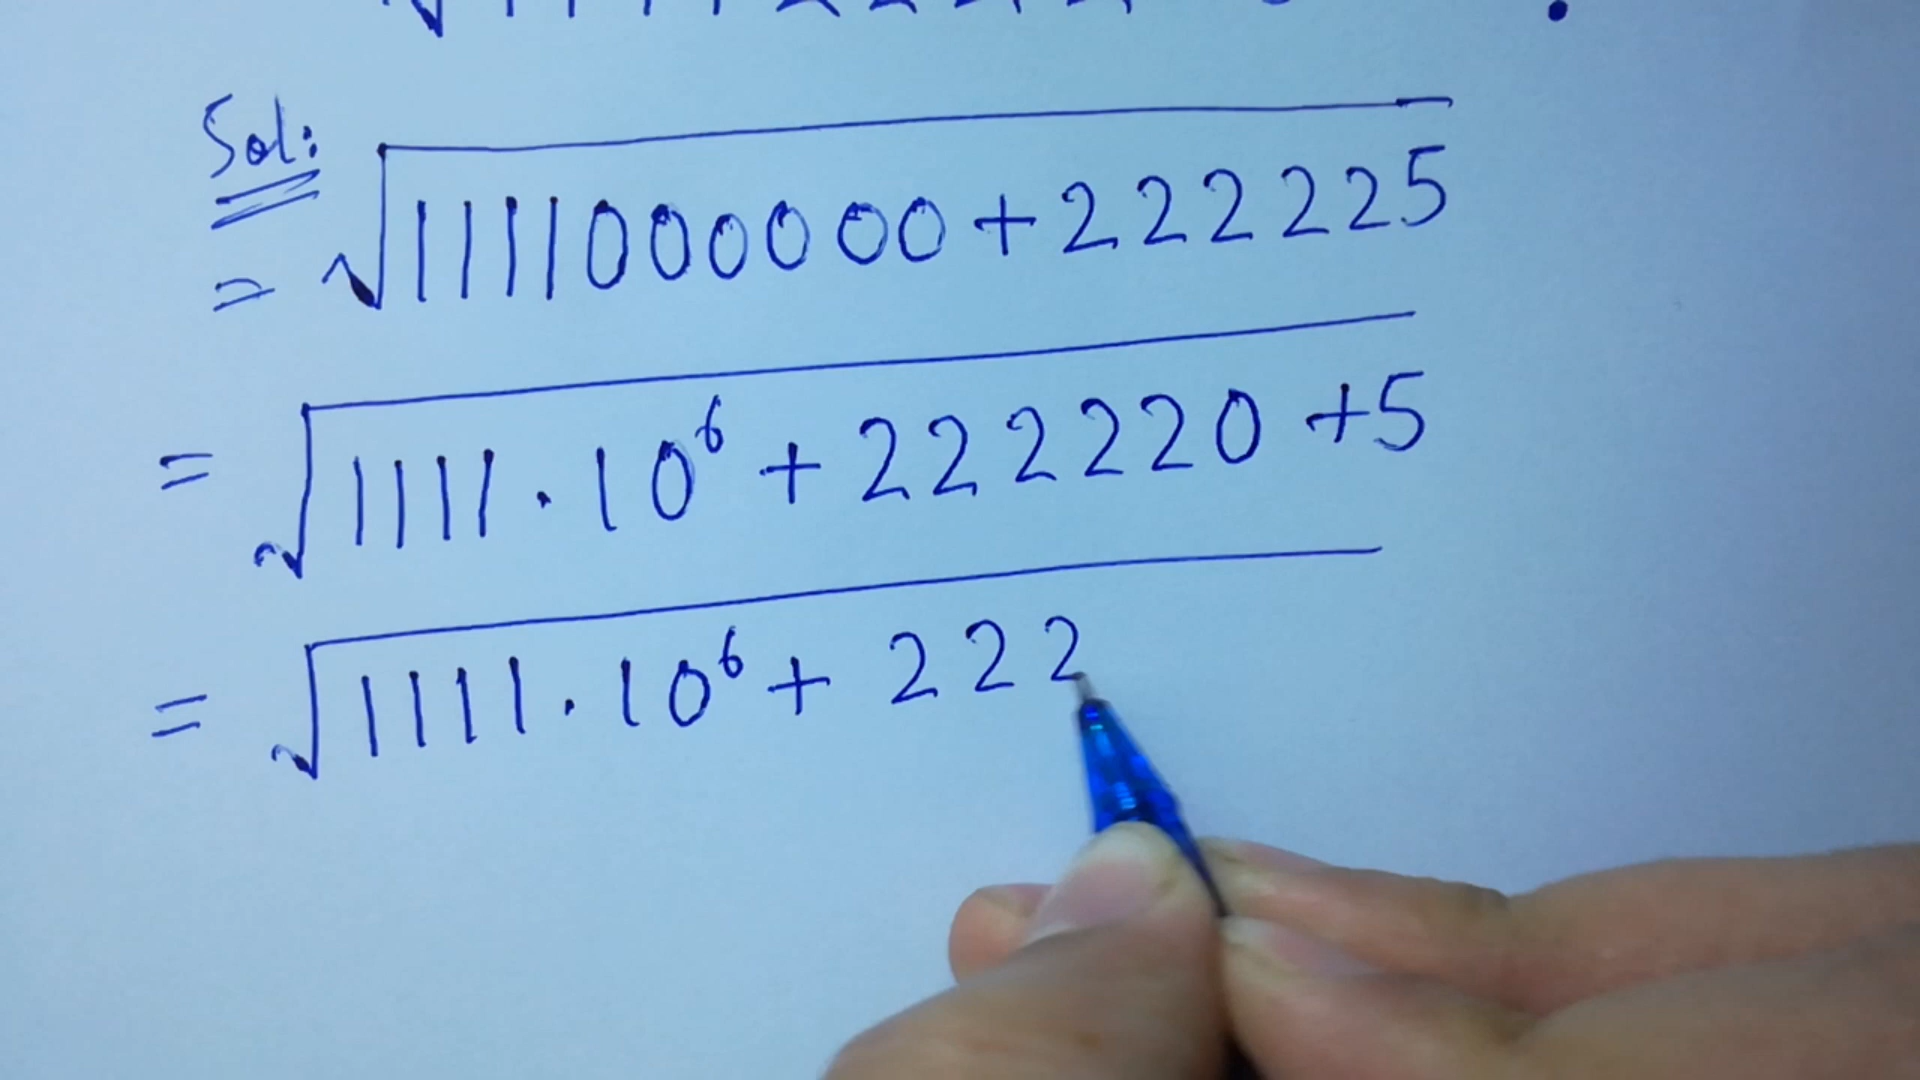 Sol:
= √1111000000 + 222225
= √1111 · 10⁶ + 222220 + 5
= √1111 · 10⁶ + 222